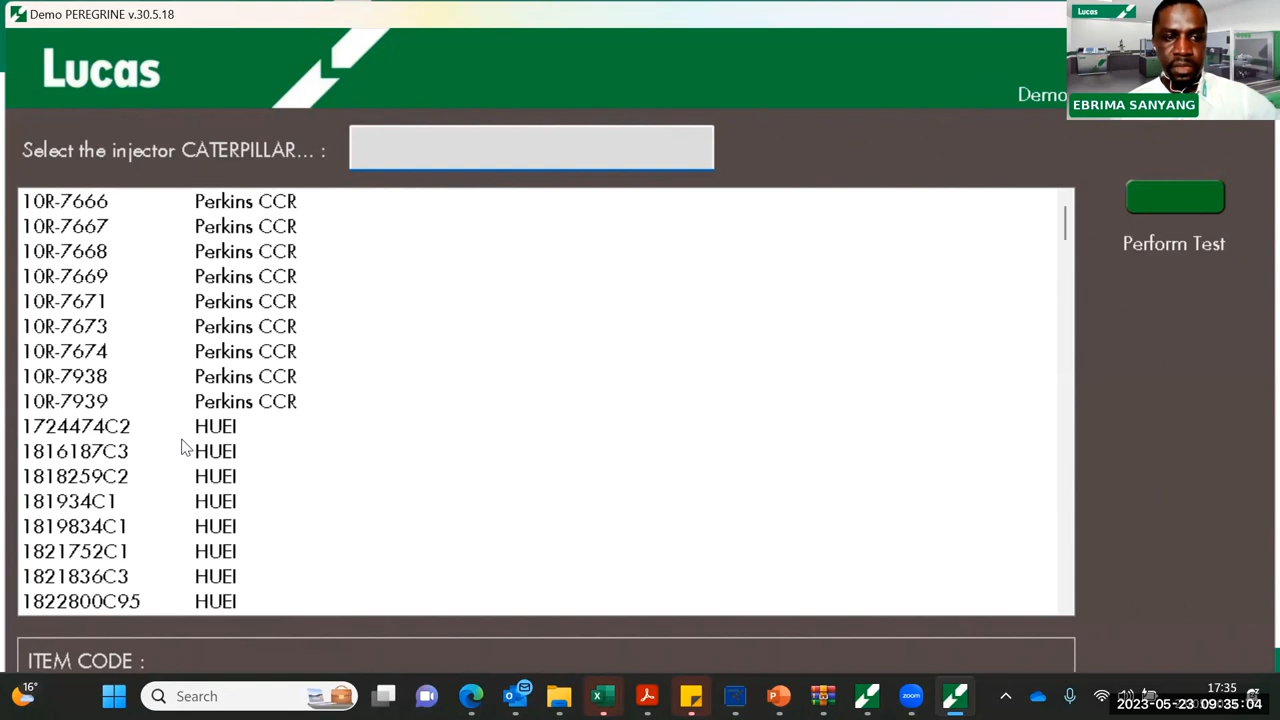 Demo PEREGRINE v.30.5.18
Lucas
Lucas
Demo
EBRIMA SANYANG
Select the injector CATERPILLAR... :
10R-7666 Perkins CCR
10R-7667 Perkins CCR
10R-7668 Perkins CCR
10R-7669 Perkins CCR
10R-7671 Perkins CCR
10R-7673 Perkins CCR
10R-7674 Perkins CCR
10R-7938 Perkins CCR
10R-7939 Perkins CCR
1724474C2 HUEI
1816187C3 HUEI
1818259C2 HUEI
181934C1 HUEI
1819834C1 HUEI
1821752C1 HUEI
1821836C3 HUEI
1822800C95 HUEI
Perform Test
ITEM CODE :
16°
Search
zoom
17:35
2023-05-23 09:35:04